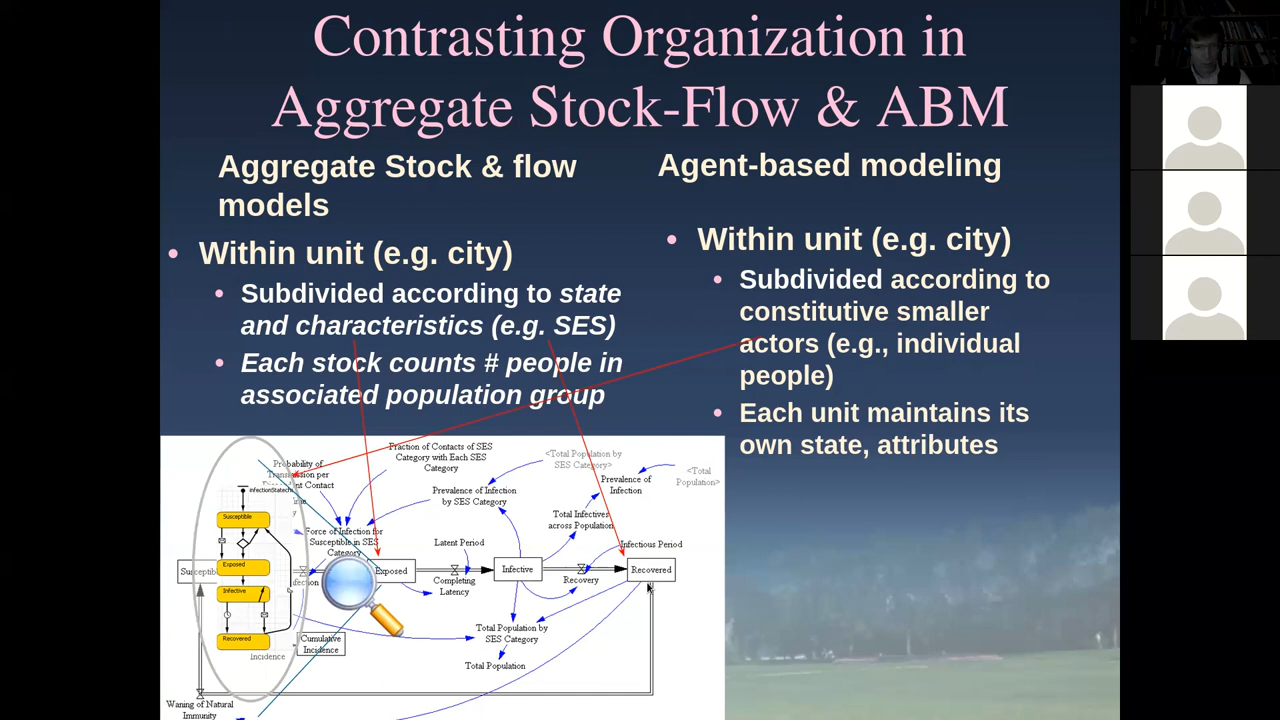 Contrasting Organization in
Aggregate Stock-Flow & ABM
Aggregate Stock & flow
models
• Within unit (e.g. city)
• Subdivided according to state
and characteristics (e.g. SES)
• Each stock counts # people in
associated population group
Agent-based modeling
• Within unit (e.g. city)
• Subdivided according to
constitutive smaller
actors (e.g., individual
people)
• Each unit maintains its
own state, attributes
Probability of
per
Contact
Fraction of Contacts of SES
Category with Each SES
Category
<Total Population by
SES Category>
<Total
Population>
Prevalence of
Infection
Prevalence of Infection
by SES Category
Total Infectives
across Population
Force of Infection for
Susceptible in SES
Category
Latent Period
Infectious Period
Susceptible
Exposed
Infective
Recovered
Exposed
Completing
Latency
Infective
Recovery
Recovered
Cumulative
Incidence
Incidence
Total Population by
SES Category
Total Population
Waning of Natural
Immunity